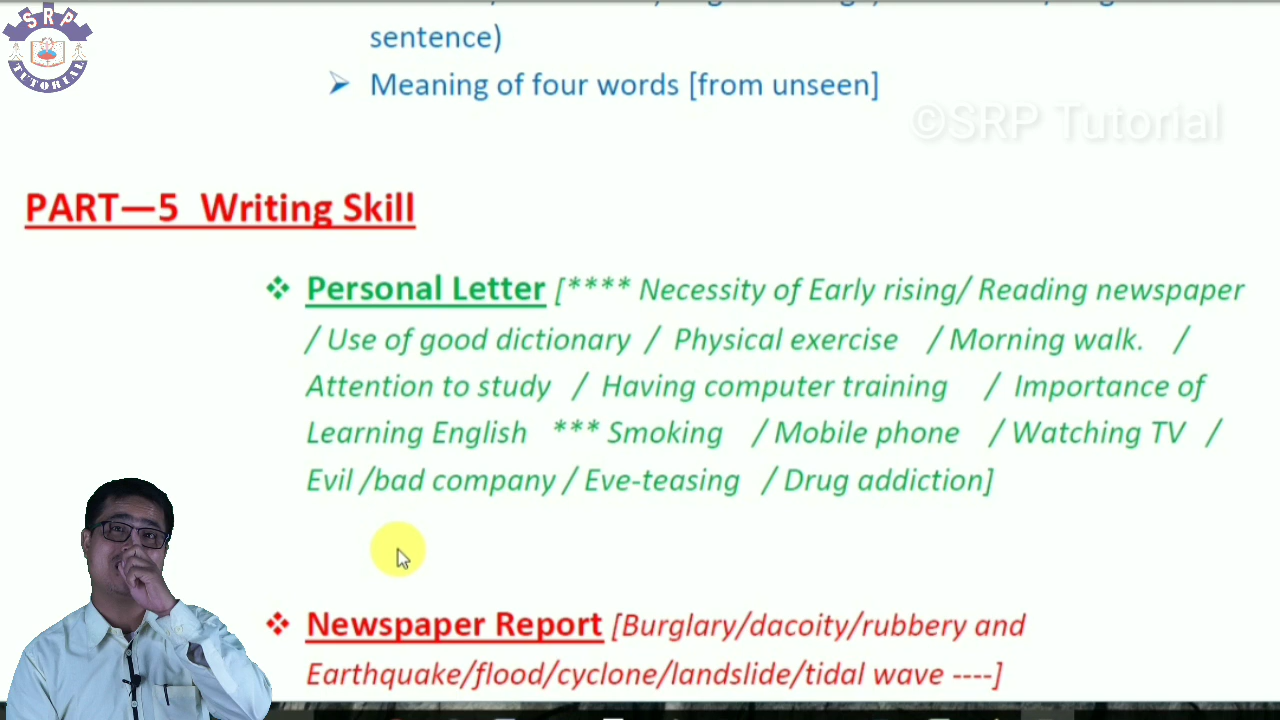 SRP
TUTORIAL
sentence)
➢ Meaning of four words [from unseen]
©SRP Tutorial
PART—5 Writing Skill
❖ Personal Letter [**** Necessity of Early rising/ Reading newspaper
/ Use of good dictionary / Physical exercise / Morning walk. /
Attention to study / Having computer training / Importance of
Learning English *** Smoking / Mobile phone / Watching TV /
Evil /bad company / Eve-teasing / Drug addiction]
❖ Newspaper Report [Burglary/dacoity/rubbery and
Earthquake/flood/cyclone/landslide/tidal wave ----]